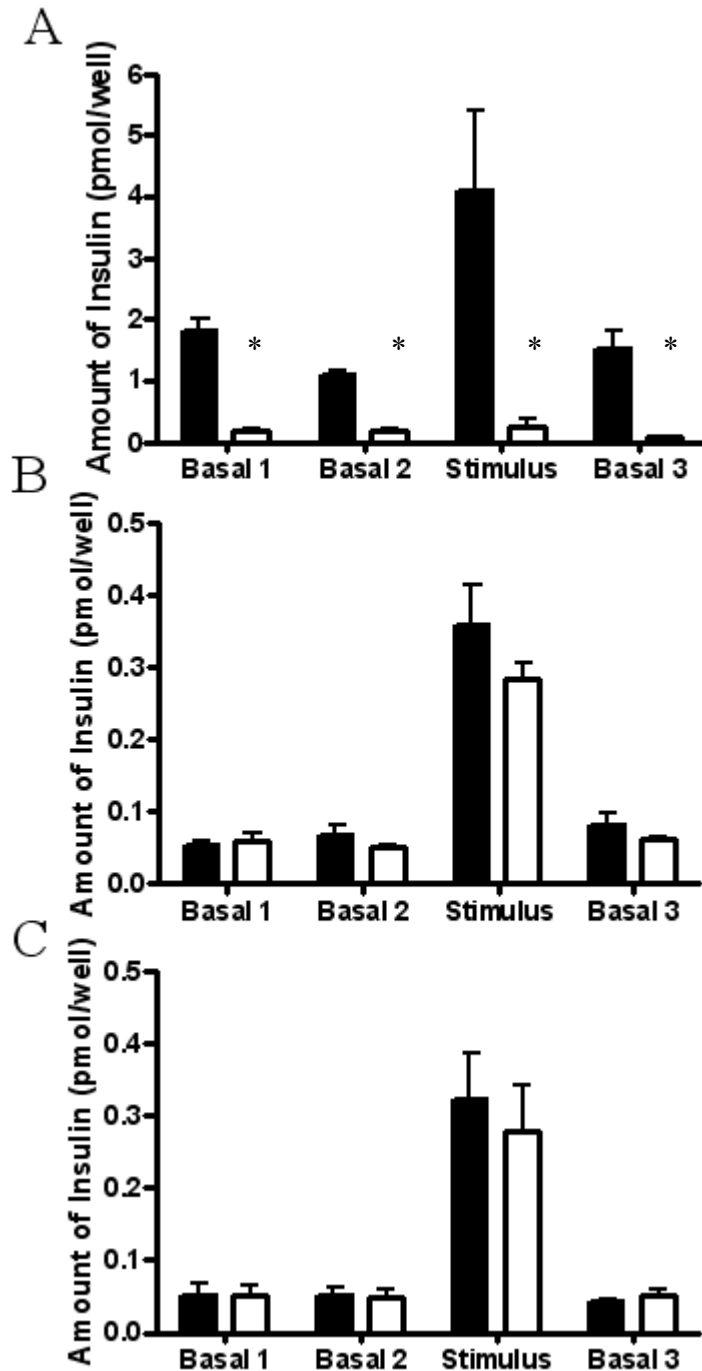 A
Amount of Insulin (pmol/well)
6
5
4
3
2
1
0
* * * *
Basal 1 Basal 2 Stimulus Basal 3
B
Amount of Insulin (pmol/well)
0.5
0.4
0.3
0.2
0.1
0.0
Basal 1 Basal 2 Stimulus Basal 3
C
Amount of Insulin (pmol/well)
0.5
0.4
0.3
0.2
0.1
0.0
Basal 1 Basal 2 Stimulus Basal 3